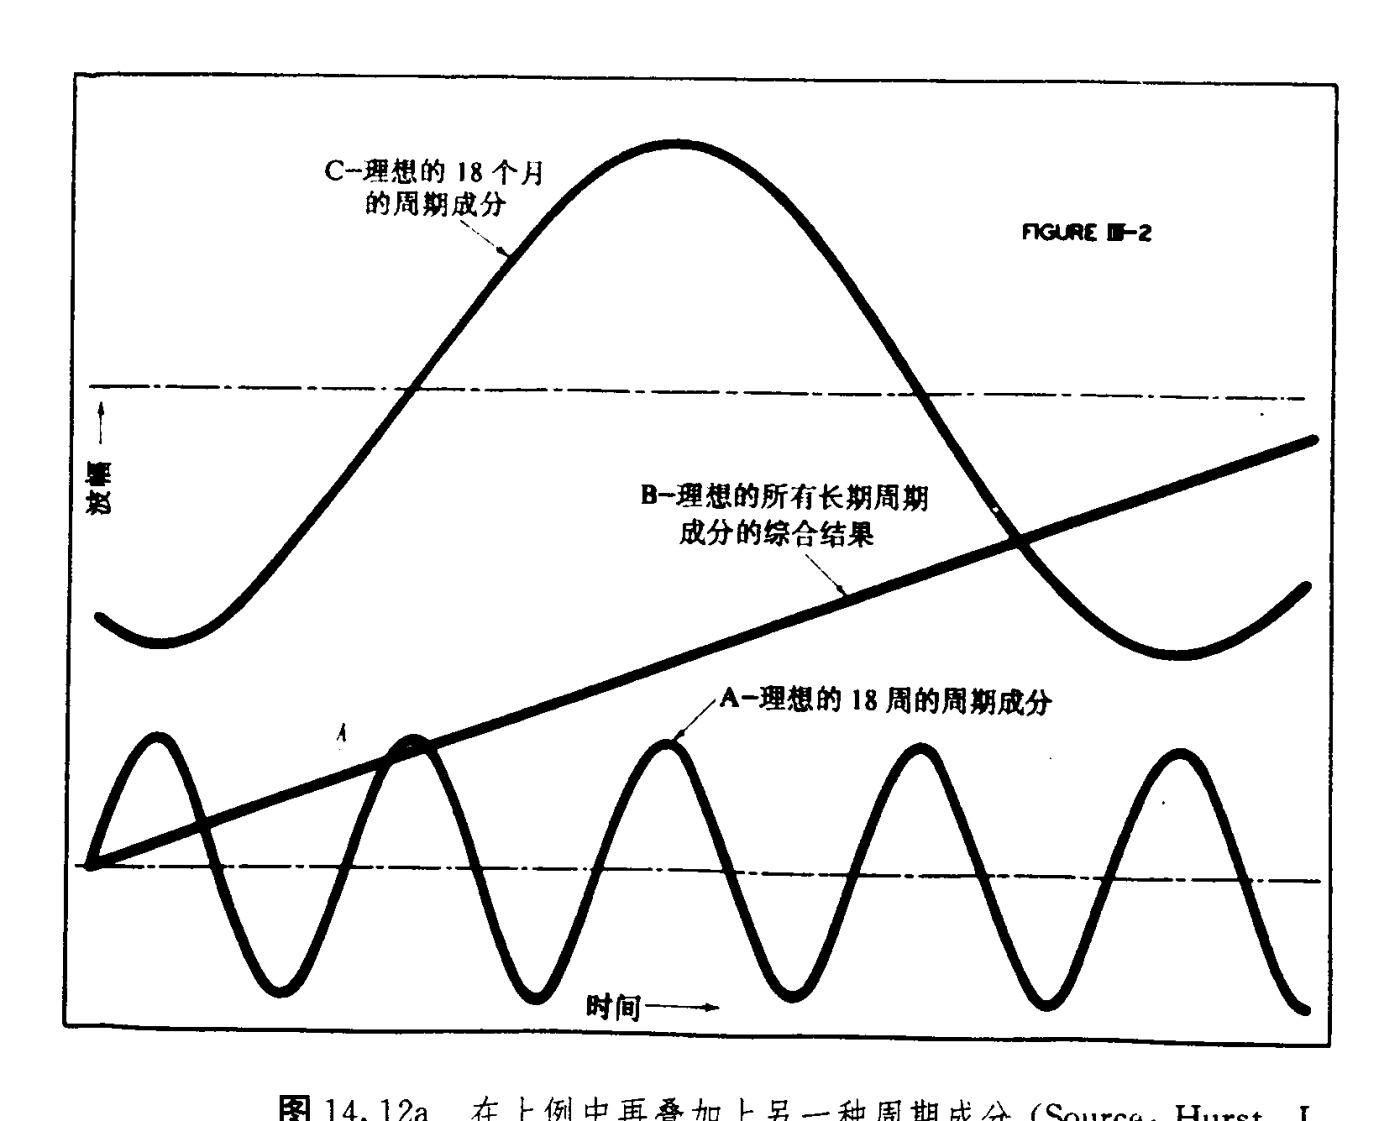 C-理想的 18 个月
的周期成分
FIGURE III-2
波幅
B-理想的所有长期周期
成分的综合结果
A-理想的 18 周的周期成分
时间
图 14.12a 在上例中再叠加上另一种周期成分 (Source: Hurst, J.